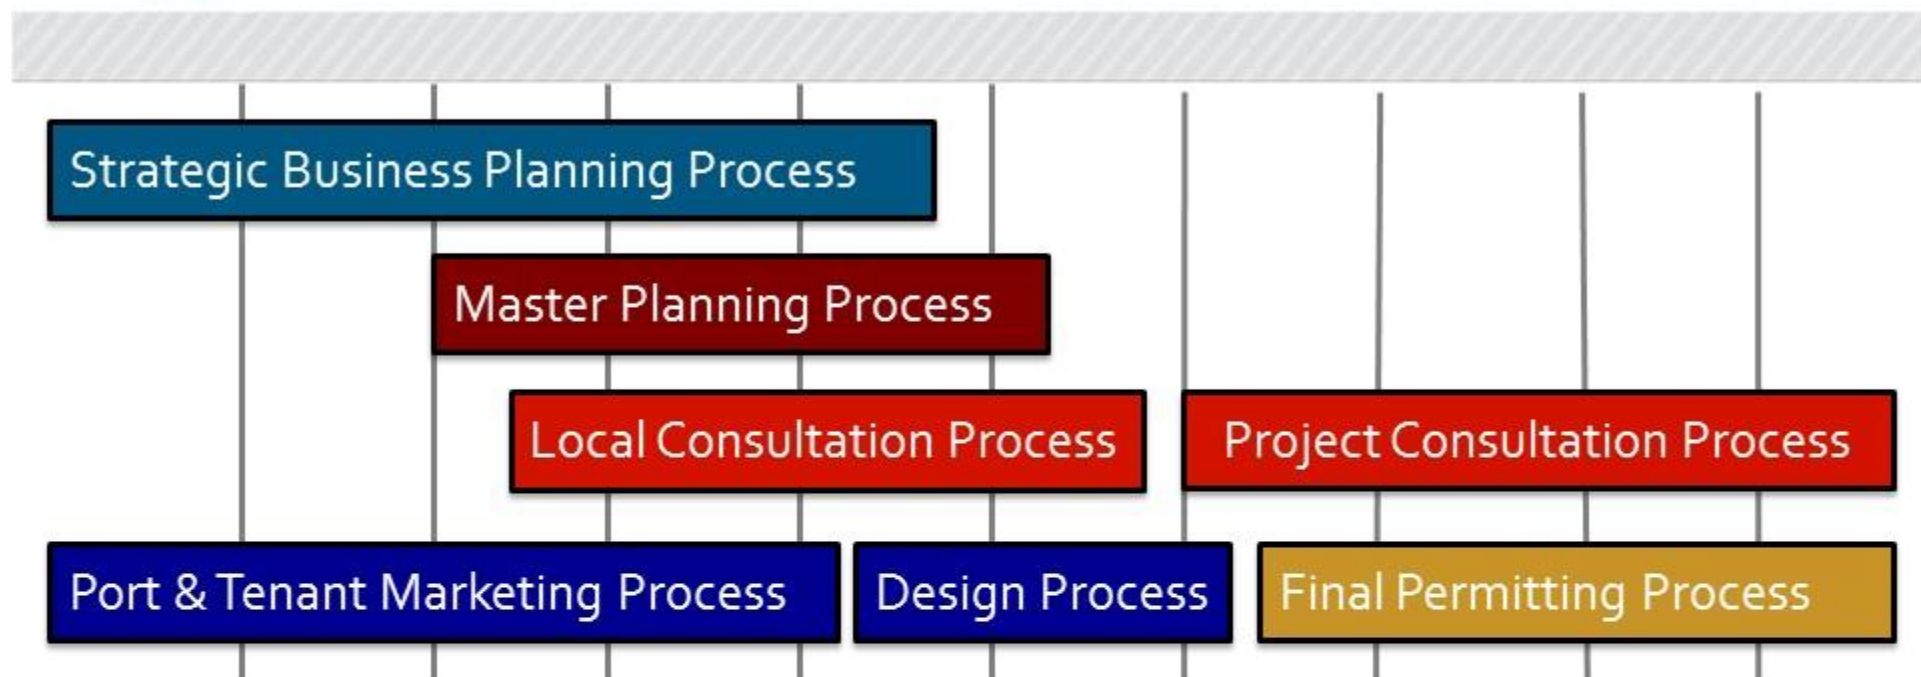 Strategic Business Planning Process
Master Planning Process
Local Consultation Process
Project Consultation Process
Port & Tenant Marketing Process
Design Process
Final Permitting Process